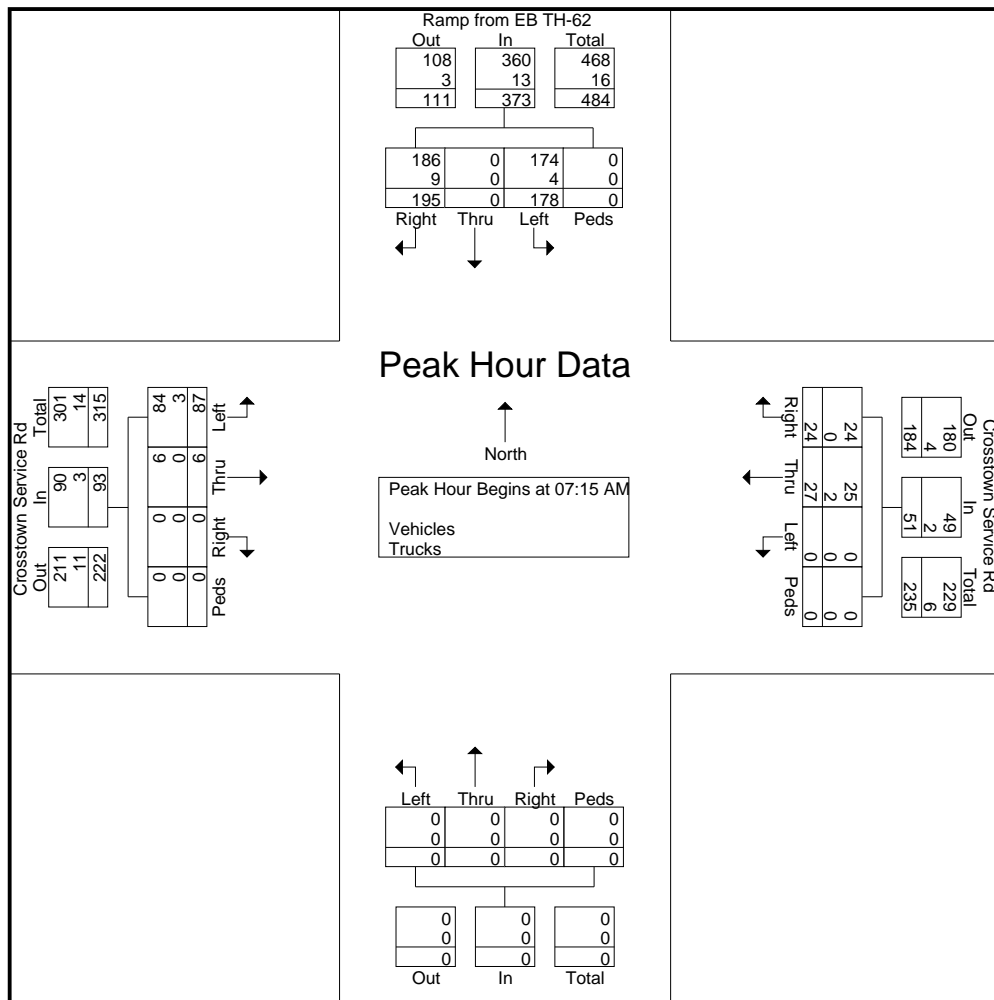 Ramp from EB TH-62
Out In Total
108 360 468
3 13 16
111 373 484
186 0 174 0
9 0 4 0
195 0 178 0
Right Thru Left Peds
Peak Hour Data
North
Peak Hour Begins at 07:15 AM
Vehicles
Trucks
Crosstown Service Rd
Out In Total
211 90 301
11 3 14
222 93 315
84 6 0 0
3 0 0 0
87 6 0 0
Left Thru Right Peds
Crosstown Service Rd
Out In Total
180 49 229
4 2 6
184 51 235
24 25 0 0
0 2 0 0
24 27 0 0
Right Thru Left Peds
Left Thru Right Peds
0 0 0 0
0 0 0 0
0 0 0 0
0 0 0
0 0 0
0 0 0
Out In Total